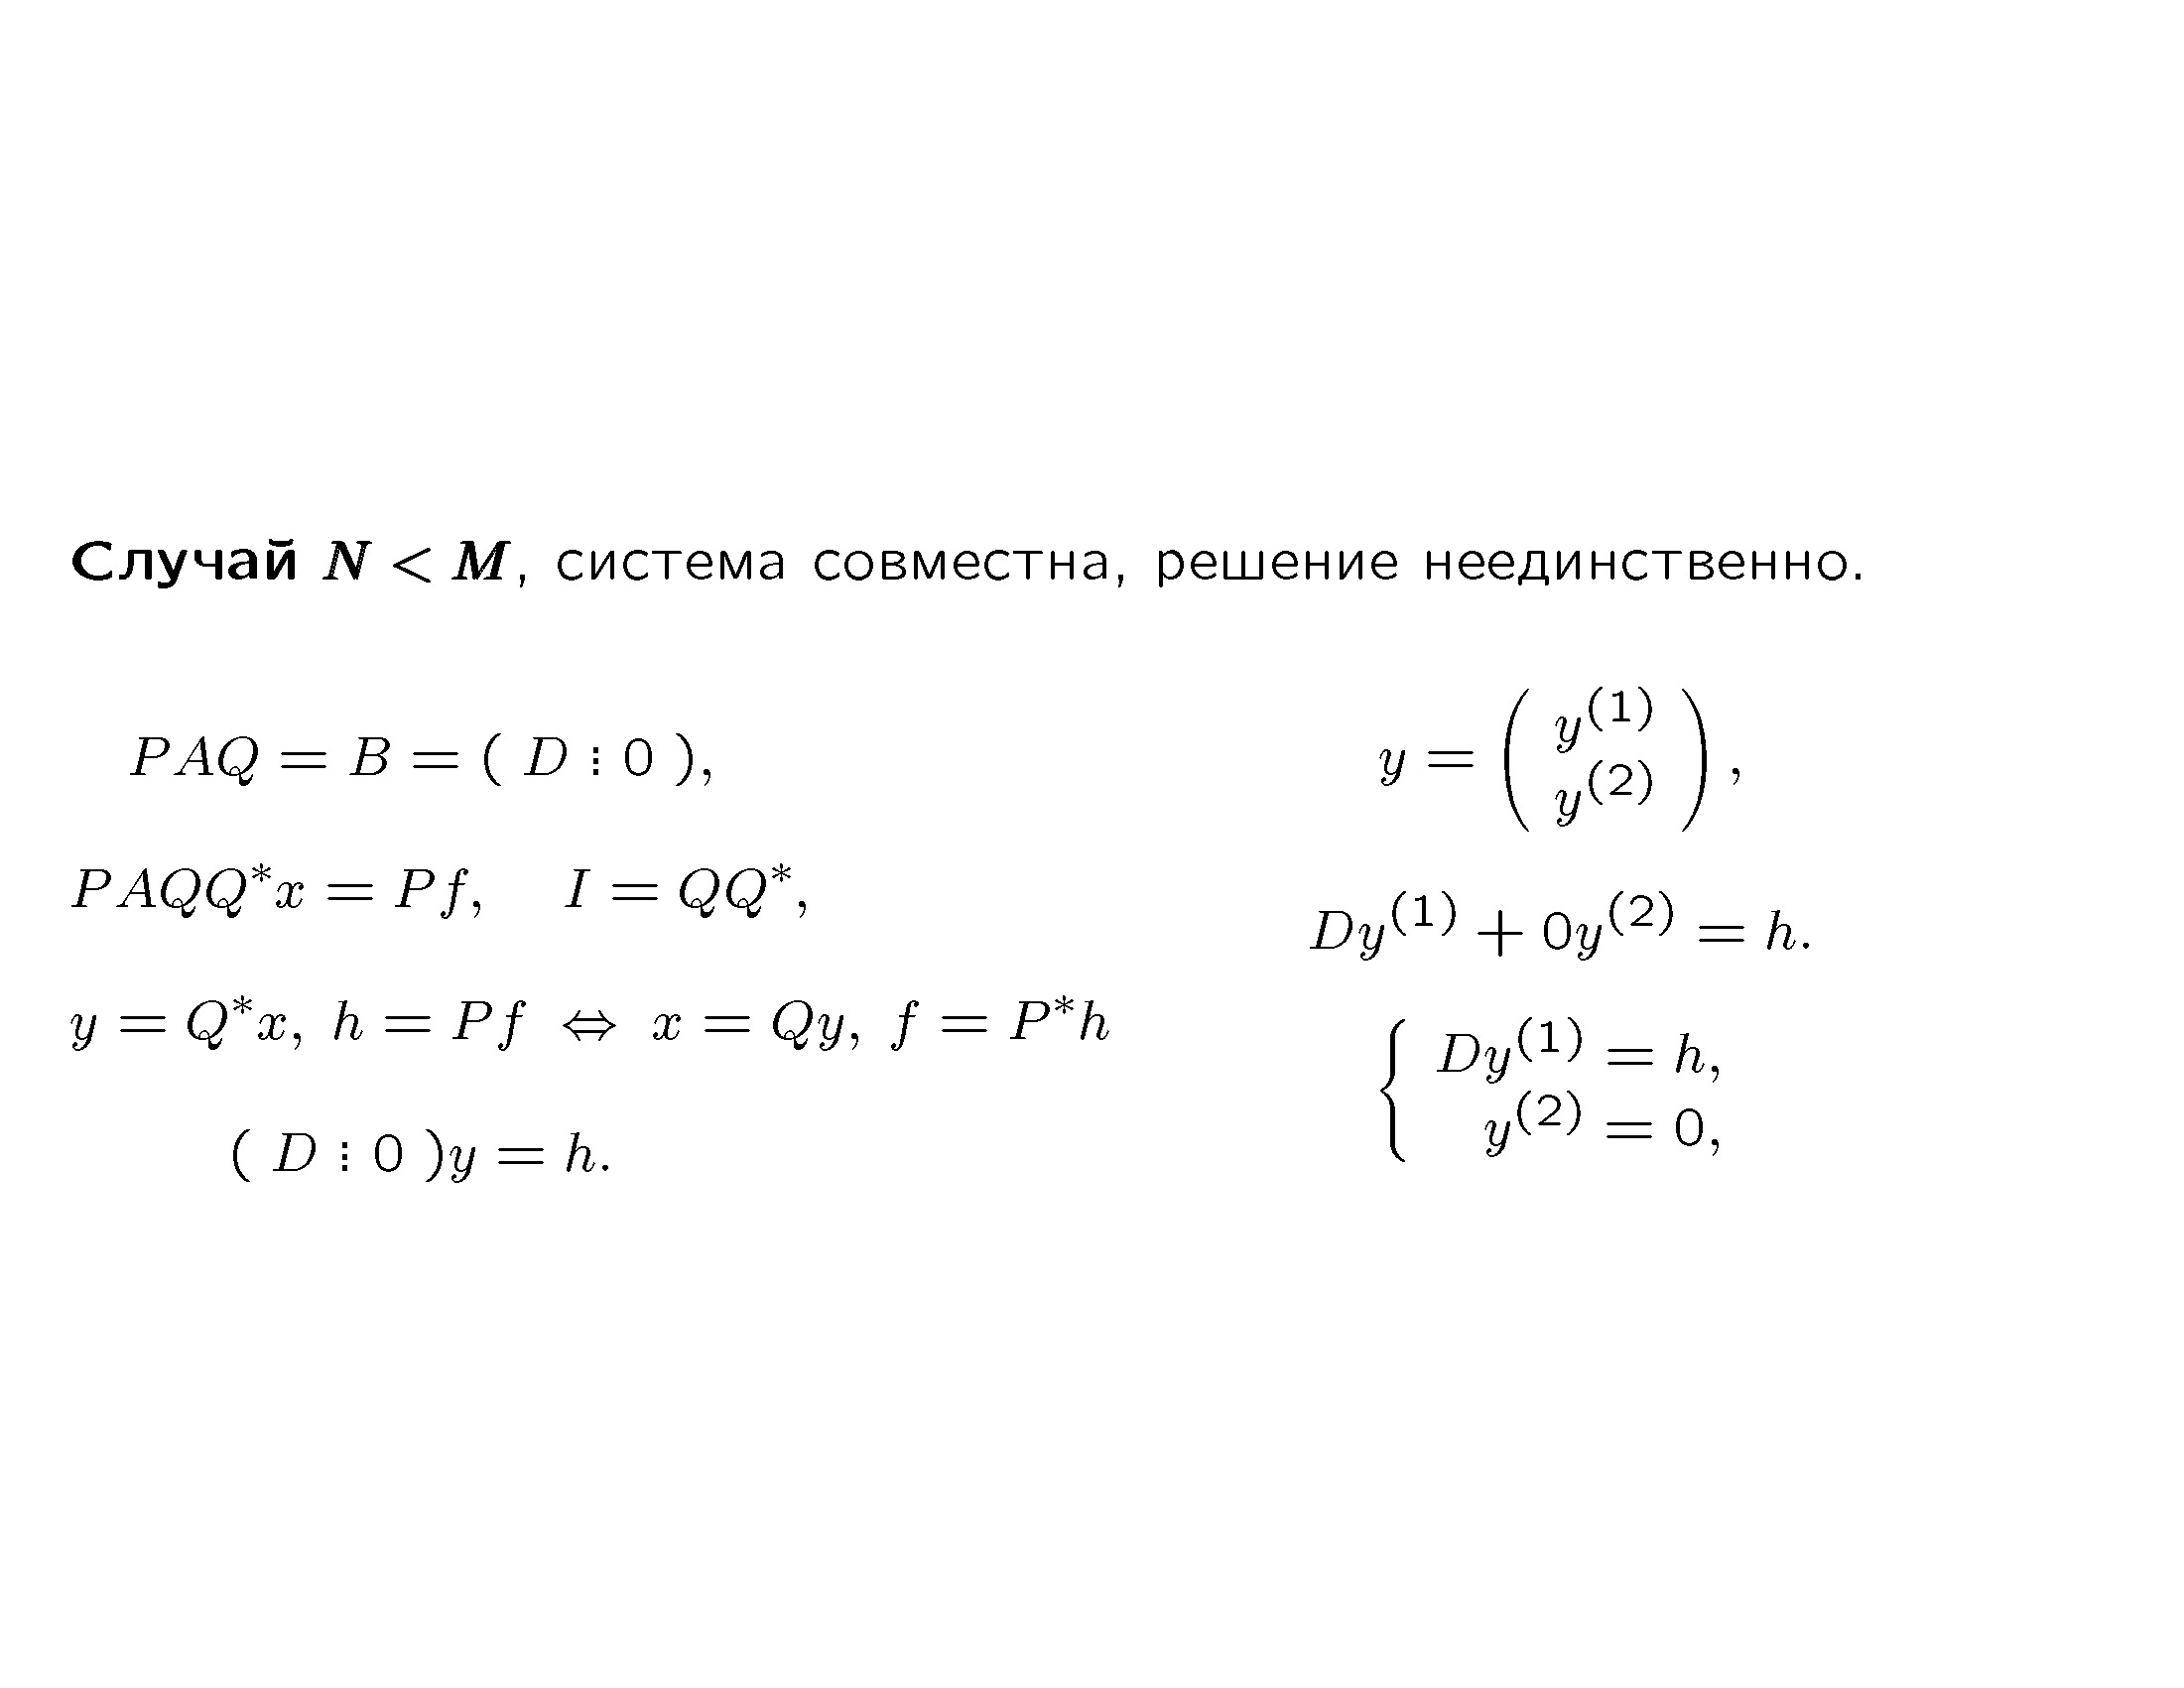 Случай N < M, система совместна, решение неединственно.
PAQ = B = ( D ⋮ 0 ),
PAQQ*x = Pf, I = QQ*,
y = Q*x, h = Pf ⇔ x = Qy, f = P*h
( D ⋮ 0 )y = h.
y = ( y⁽¹⁾
y⁽²⁾ ),
Dy⁽¹⁾ + 0y⁽²⁾ = h.
{ Dy⁽¹⁾ = h,
y⁽²⁾ = 0,